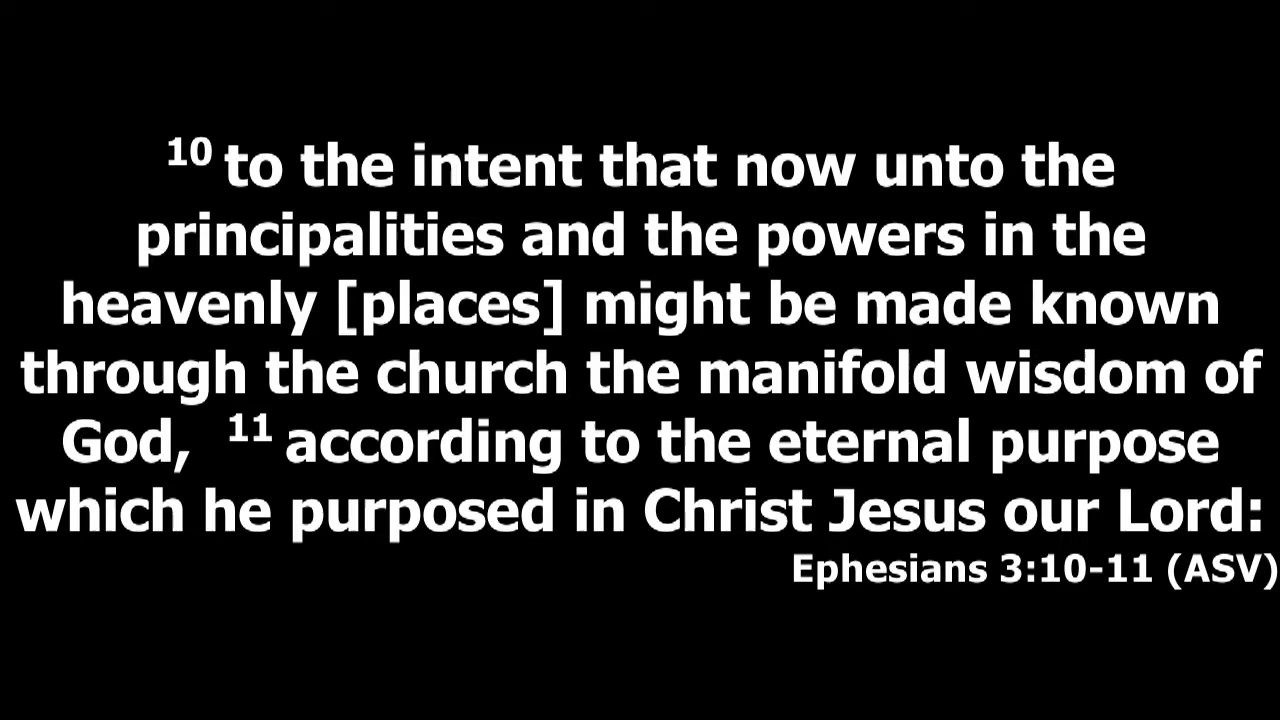 10 to the intent that now unto the
principalities and the powers in the
heavenly [places] might be made known
through the church the manifold wisdom of
God, 11 according to the eternal purpose
which he purposed in Christ Jesus our Lord:
Ephesians 3:10-11 (ASV)